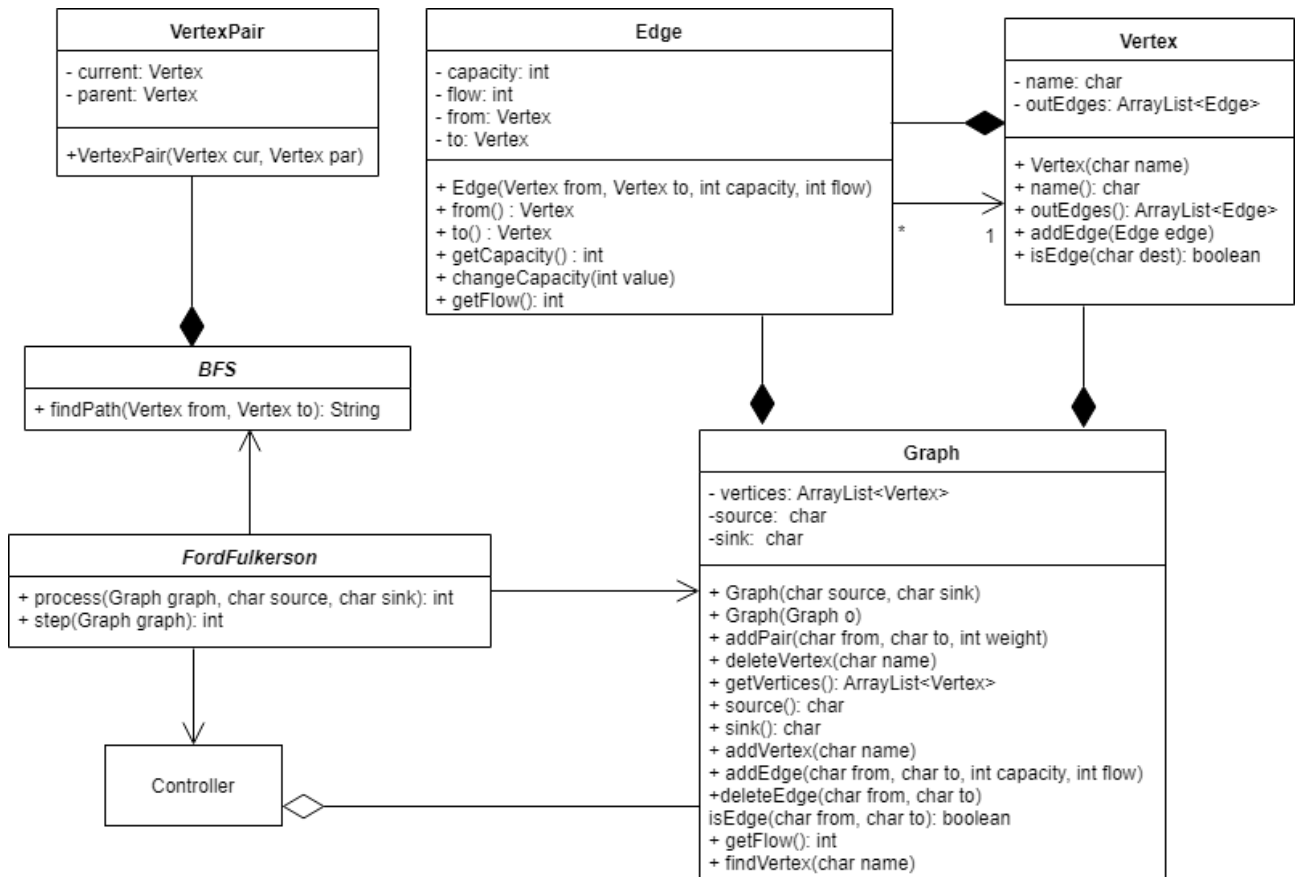 VertexPair
- current: Vertex
- parent: Vertex
+VertexPair(Vertex cur, Vertex par)
Edge
- capacity: int
- flow: int
- from: Vertex
- to: Vertex
+ Edge(Vertex from, Vertex to, int capacity, int flow)
+ from() : Vertex
+ to() : Vertex
+ getCapacity() : int
+ changeCapacity(int value)
+ getFlow(): int
*
1
Vertex
- name: char
- outEdges: ArrayList<Edge>
+ Vertex(char name)
+ name(): char
+ outEdges(): ArrayList<Edge>
+ addEdge(Edge edge)
+ isEdge(char dest): boolean
BFS
+ findPath(Vertex from, Vertex to): String
FordFulkerson
+ process(Graph graph, char source, char sink): int
+ step(Graph graph): int
Controller
Graph
- vertices: ArrayList<Vertex>
-source:  char
-sink:  char
+ Graph(char source, char sink)
+ Graph(Graph o)
+ addPair(char from, char to, int weight)
+ deleteVertex(char name)
+ getVertices(): ArrayList<Vertex>
+ source(): char
+ sink(): char
+ addVertex(char name)
+ addEdge(char from, char to, int capacity, int flow)
+deleteEdge(char from, char to)
isEdge(char from, char to): boolean
+ getFlow(): int
+ findVertex(char name)